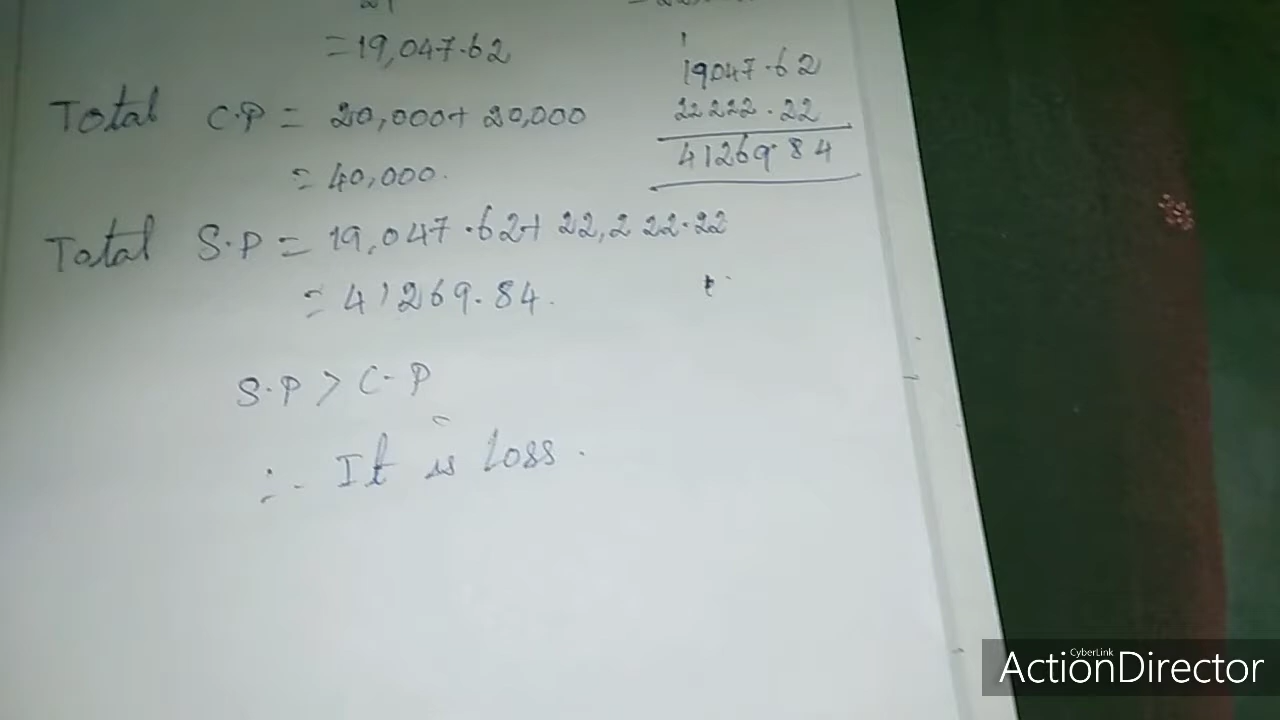 = 19,047.62
Total C.P = 20,000+ 20,000
= 40,000.
Total S.P = 19,047.62+ 22,222.22
= 41269.84.
S.P > C.P
∴ It is loss.
1
19047.62
22222.22
41269.84
CyberLink
ActionDirector